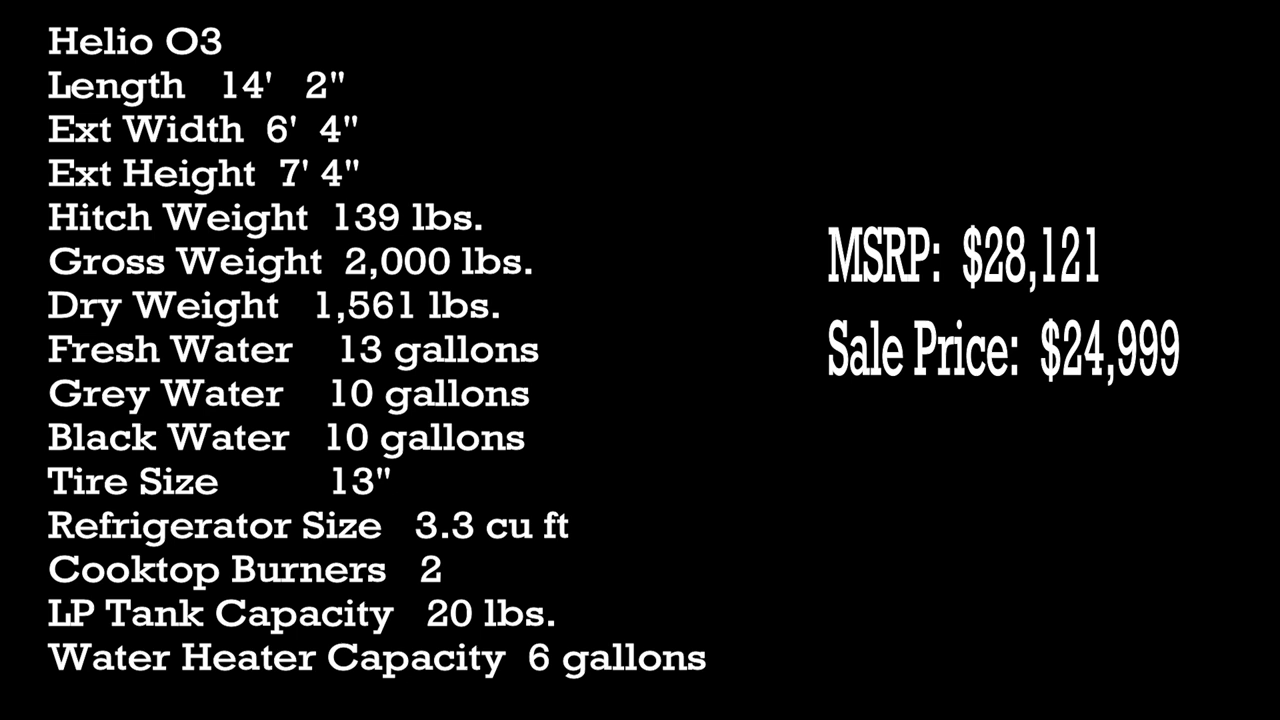 Helio O3
Length 14' 2"
Ext Width 6' 4"
Ext Height 7' 4"
Hitch Weight 139 lbs.
Gross Weight 2,000 lbs.
Dry Weight 1,561 lbs.
Fresh Water 13 gallons
Grey Water 10 gallons
Black Water 10 gallons
Tire Size 13"
Refrigerator Size 3.3 cu ft
Cooktop Burners 2
LP Tank Capacity 20 lbs.
Water Heater Capacity 6 gallons
MSRP: $28,121
Sale Price: $24,999